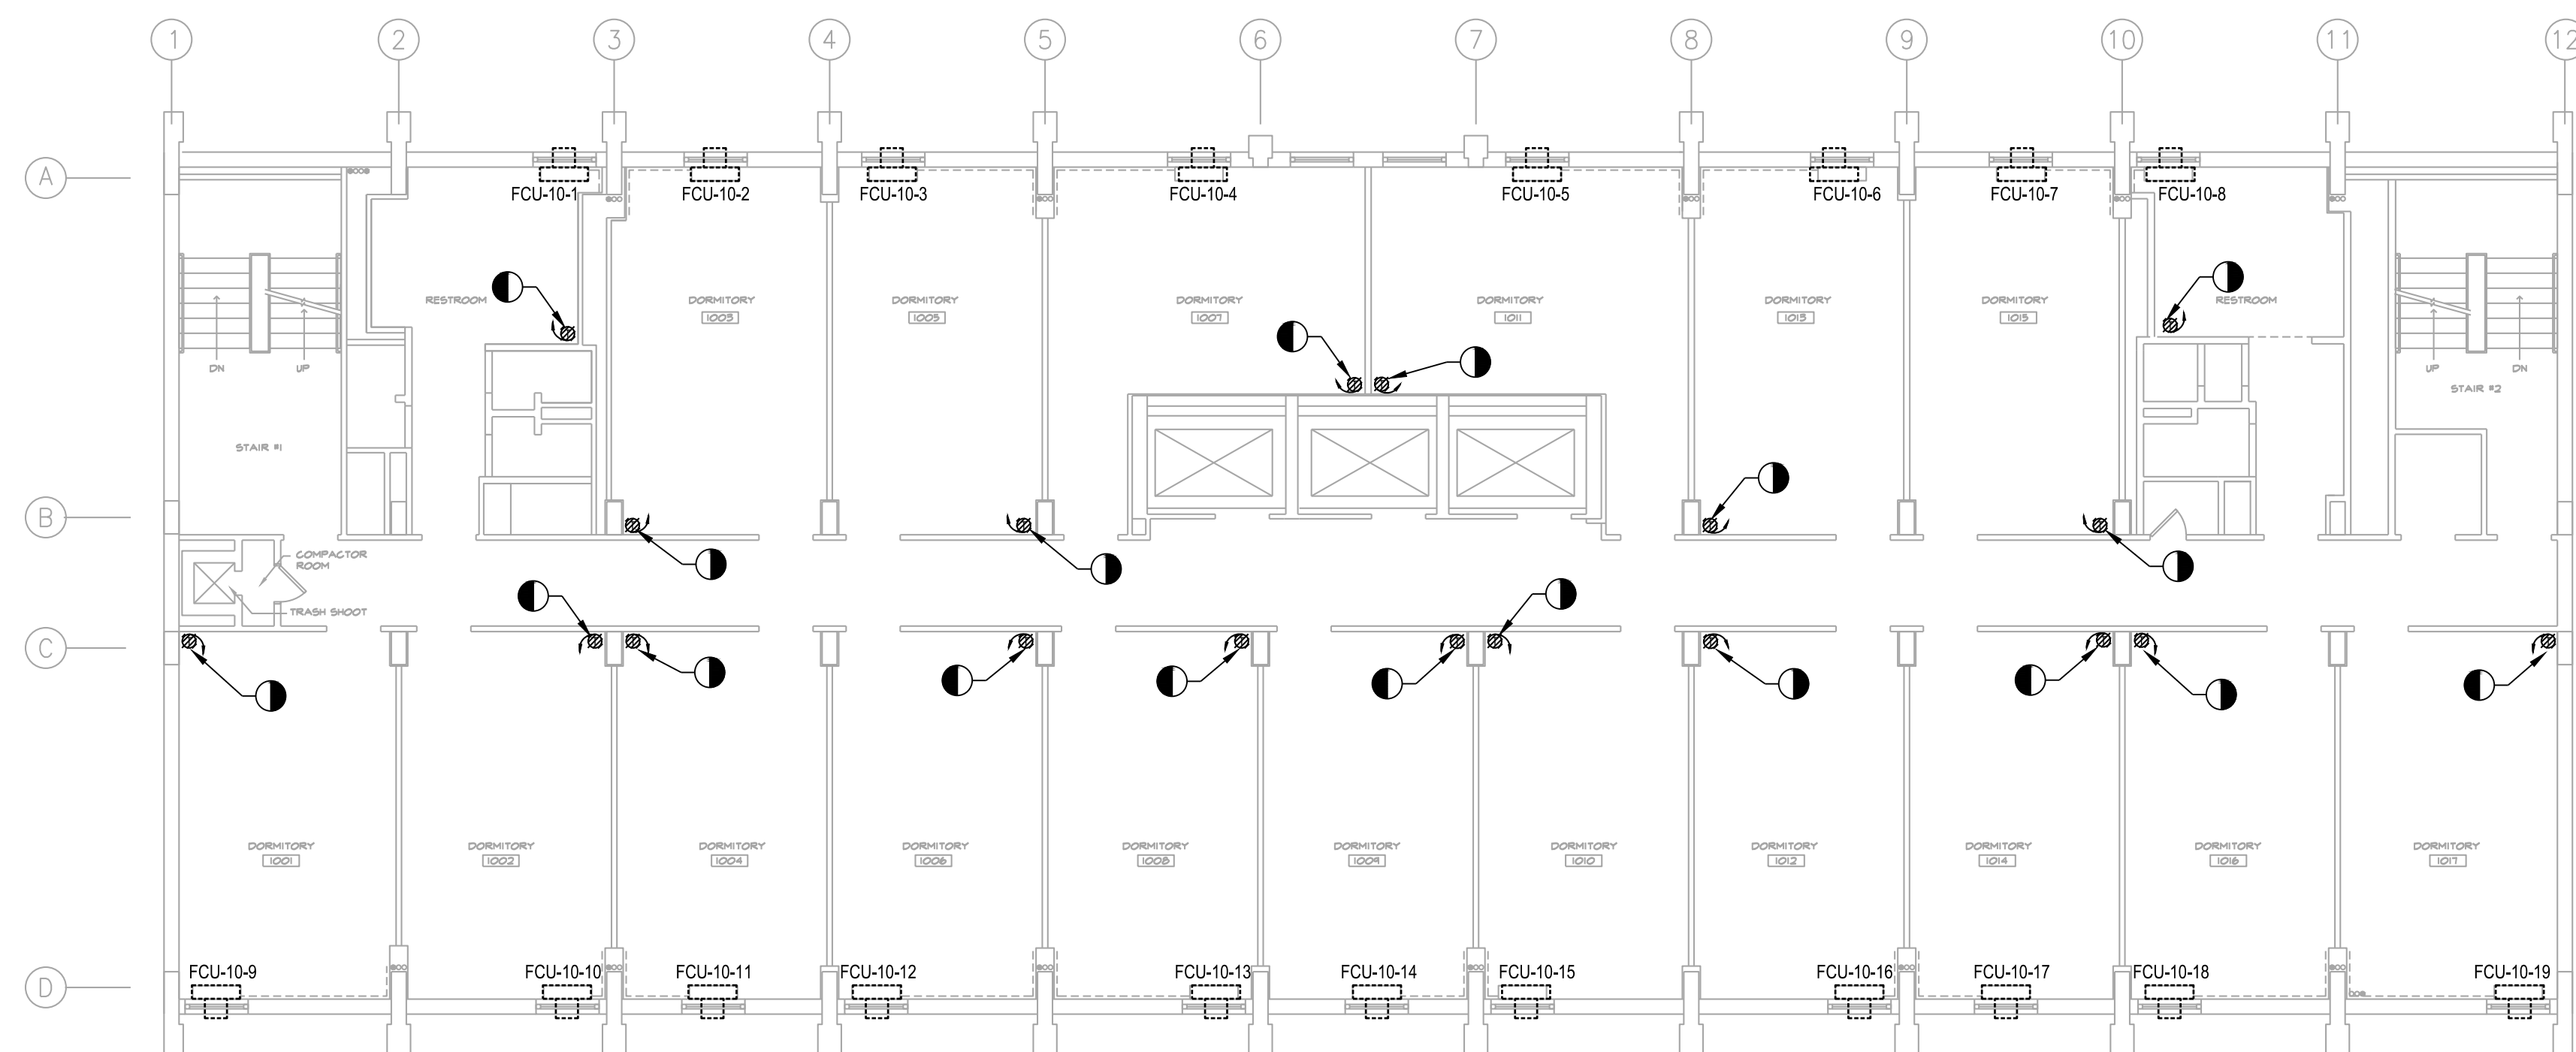 1 2 3 4 5 6 7 8 9 10 11 12
A
FCU-10-1 FCU-10-2 FCU-10-3 FCU-10-4 FCU-10-5 FCU-10-6 FCU-10-7 FCU-10-8
RESTROOM DORMITORY DORMITORY DORMITORY DORMITORY DORMITORY DORMITORY RESTROOM
1003 1005 1007 1011 1013 1015
DN UP UP DN
STAIR #2
STAIR #1
B
COMPACTOR
ROOM
TRASH SHOOT
C
DORMITORY DORMITORY DORMITORY DORMITORY DORMITORY DORMITORY DORMITORY DORMITORY DORMITORY DORMITORY DORMITORY
1001 1002 1004 1006 1008 1009 1010 1012 1014 1016 1017
FCU-10-9 FCU-10-10 FCU-10-11 FCU-10-12 FCU-10-13 FCU-10-14 FCU-10-15 FCU-10-16 FCU-10-17 FCU-10-18 FCU-10-19
D